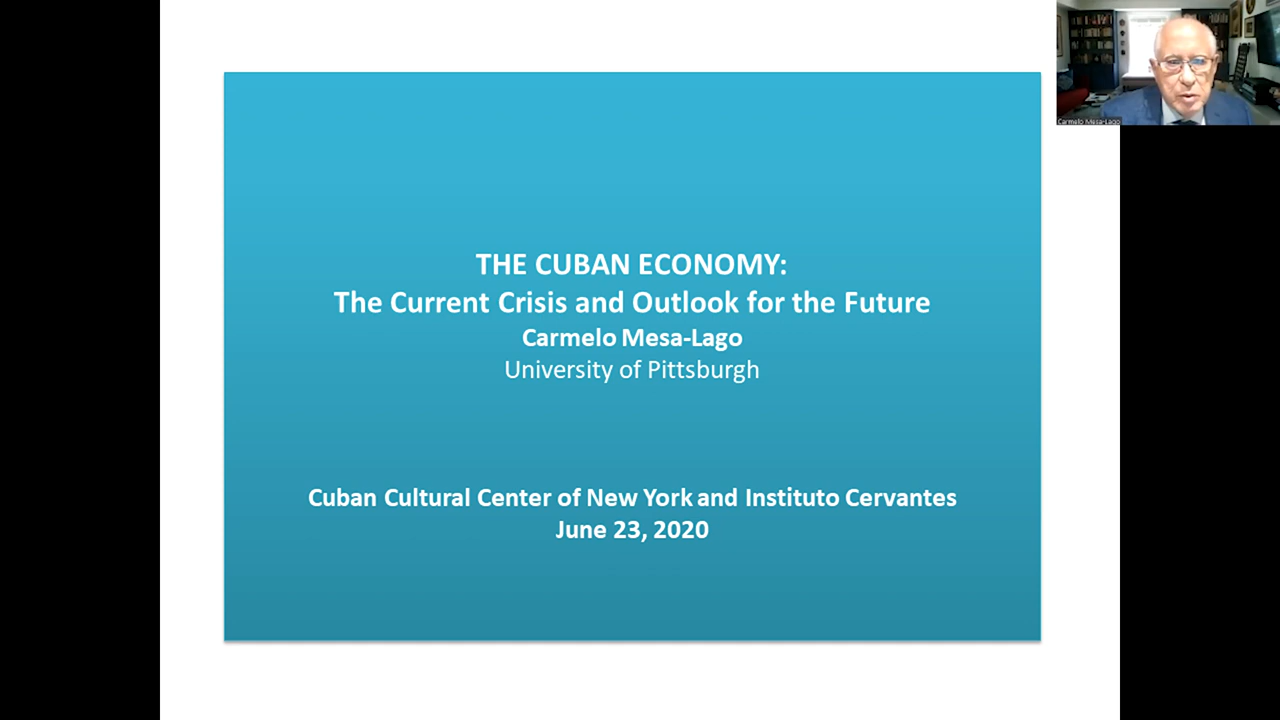 THE CUBAN ECONOMY:
The Current Crisis and Outlook for the Future
Carmelo Mesa-Lago
University of Pittsburgh
Cuban Cultural Center of New York and Instituto Cervantes
June 23, 2020
Carmelo Mesa-Lago